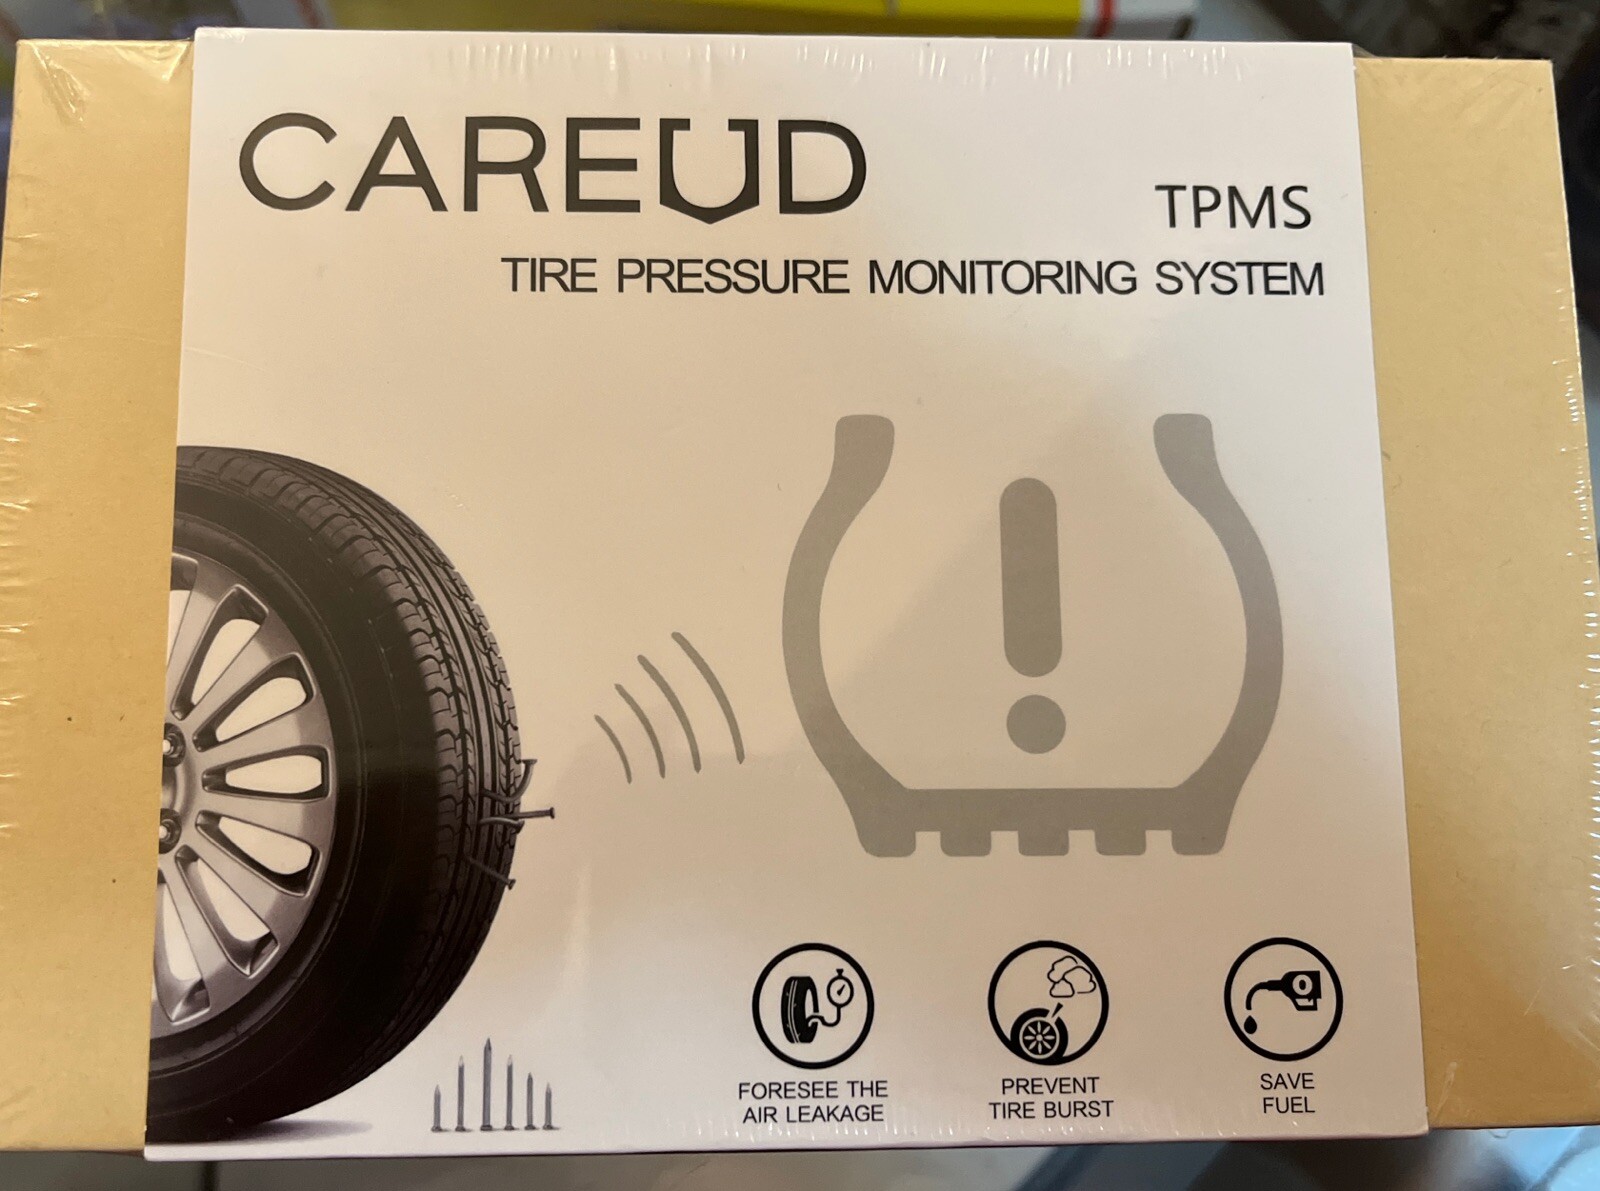 CAREUD
TPMS
TIRE PRESSURE MONITORING SYSTEM
FORESEE THE
AIR LEAKAGE
PREVENT
TIRE BURST
SAVE
FUEL